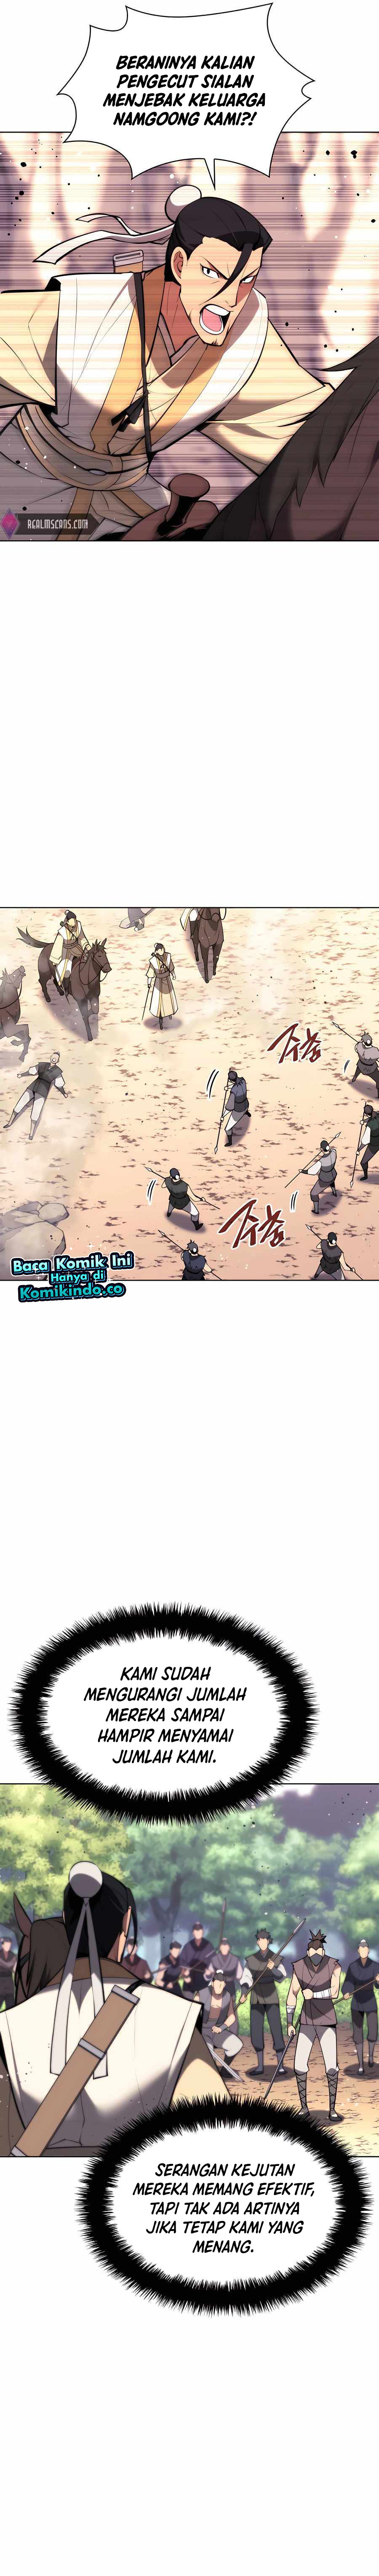 BERANINYA KALIAN
PENGECUT SIALAN
MENJEBAK KELUARGA
NAMGOONG KAMI?!
REALMSCANS.COM
Baca Komik Ini
Hanya di
Komikindo.co
KAMI SUDAH
MENGURANGI JUMLAH
MEREKA SAMPAI
HAMPIR MENYAMAI
JUMLAH KAMI.
SERANGAN KEJUTAN
MEREKA MEMANG EFEKTIF,
TAPI TAK ADA ARTINYA
JIKA TETAP KAMI YANG
MENANG.